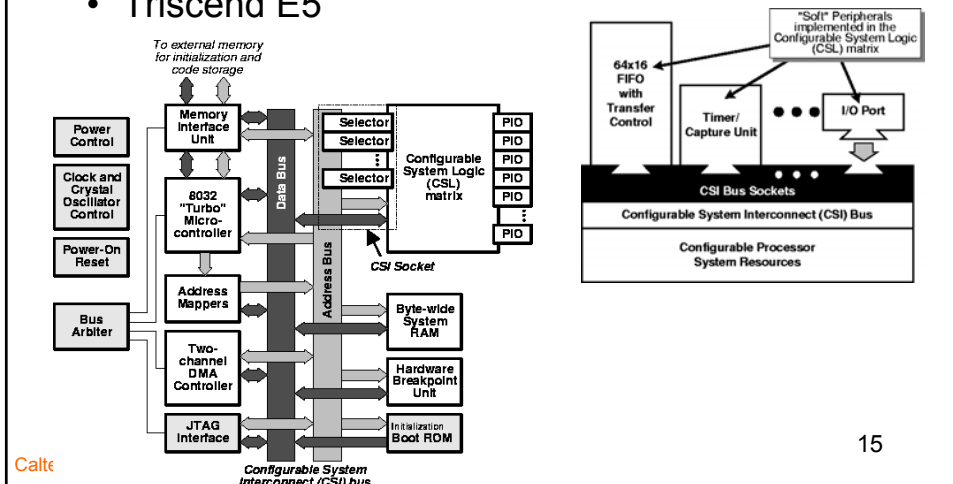 • Triscend E5
To external memory
for initialization and
code storage
Power
Control
Clock and
Crystal
Oscillator
Control
Power-On
Reset
Bus
Arbiter
Memory
Interface
Unit
8032
"Turbo"
Micro-
controller
Address
Mappers
Two-
channel
DMA
Controller
JTAG
Interface
Data Bus
Address Bus
Selector
Selector
Selector
Configurable
System Logic
(CSL)
matrix
PIO
PIO
PIO
PIO
PIO
PIO
CSI Socket
Byte-wide
System
RAM
Hardware
Breakpoint
Unit
Initialization
Boot ROM
Configurable System
Interconnect (CSI) bus
"Soft" Peripherals
implemented in the
Configurable System Logic
(CSL) matrix
64x16
FIFO
with
Transfer
Control
Timer/
Capture Unit
I/O Port
CSI Bus Sockets
Configurable System Interconnect (CSI) Bus
Configurable Processor
System Resources
15